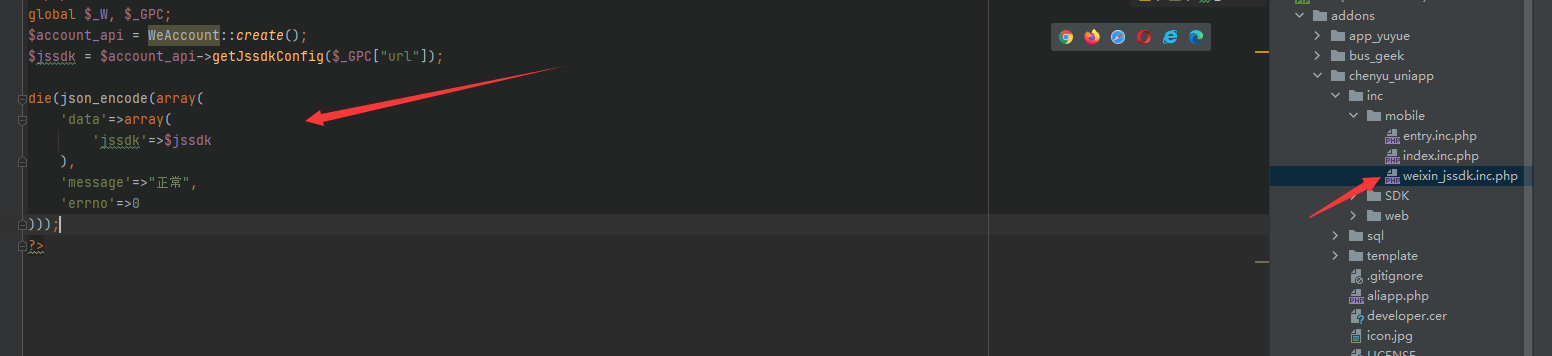 global $_W, $_GPC;
$account_api = WeAccount::create();
$jssdk = $account_api->getJssdkConfig($_GPC["url"]);
die(json_encode(array(
'data'=>array(
'jssdk'=>$jssdk
),
'message'=>"正常",
'errno'=>0
)));
?>
addons
app_yuyue
bus_geek
chenyu_uniapp
inc
mobile
entry.inc.php
index.inc.php
weixin_jssdk.inc.php
SDK
web
sql
template
.gitignore
aliapp.php
developer.cer
icon.jpg
LICENSE